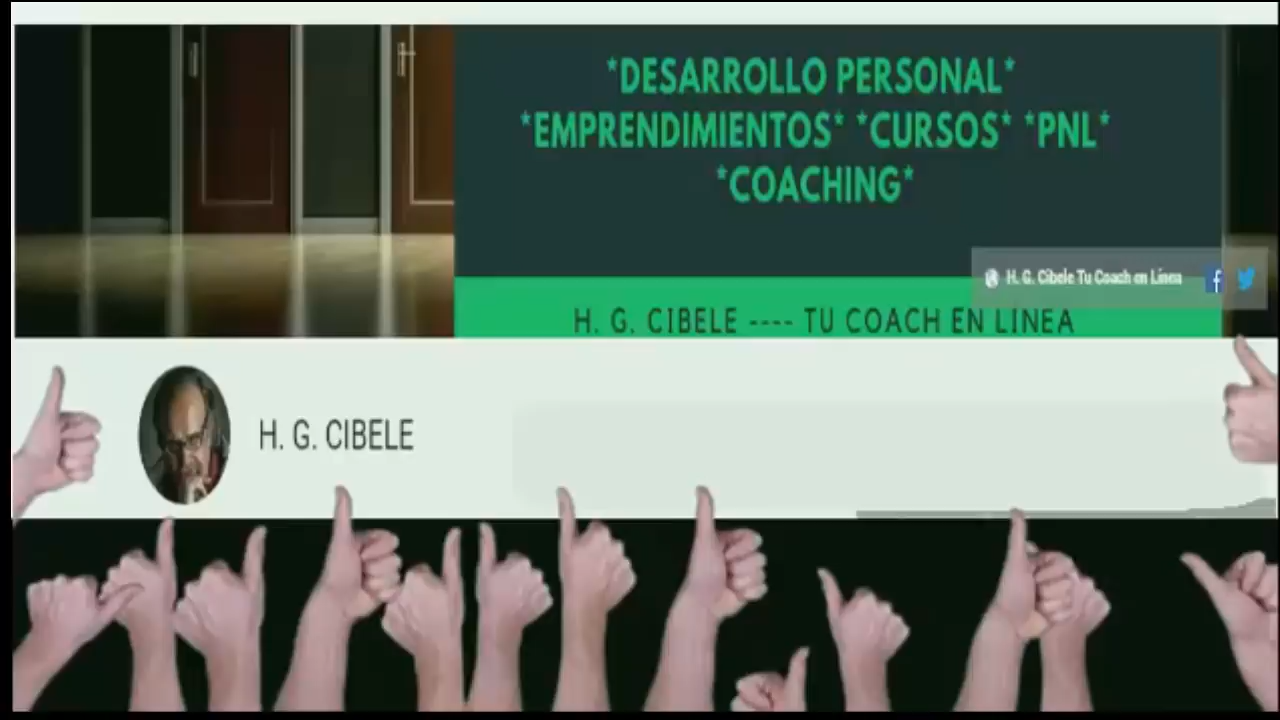 *DESARROLLO PERSONAL*
*EMPRENDIMIENTOS* *CURSOS* *PNL*
*COACHING*
H. G. Cibele Tu Coach en Linea
H. G. CIBELE ---- TU COACH EN LINEA
H. G. CIBELE